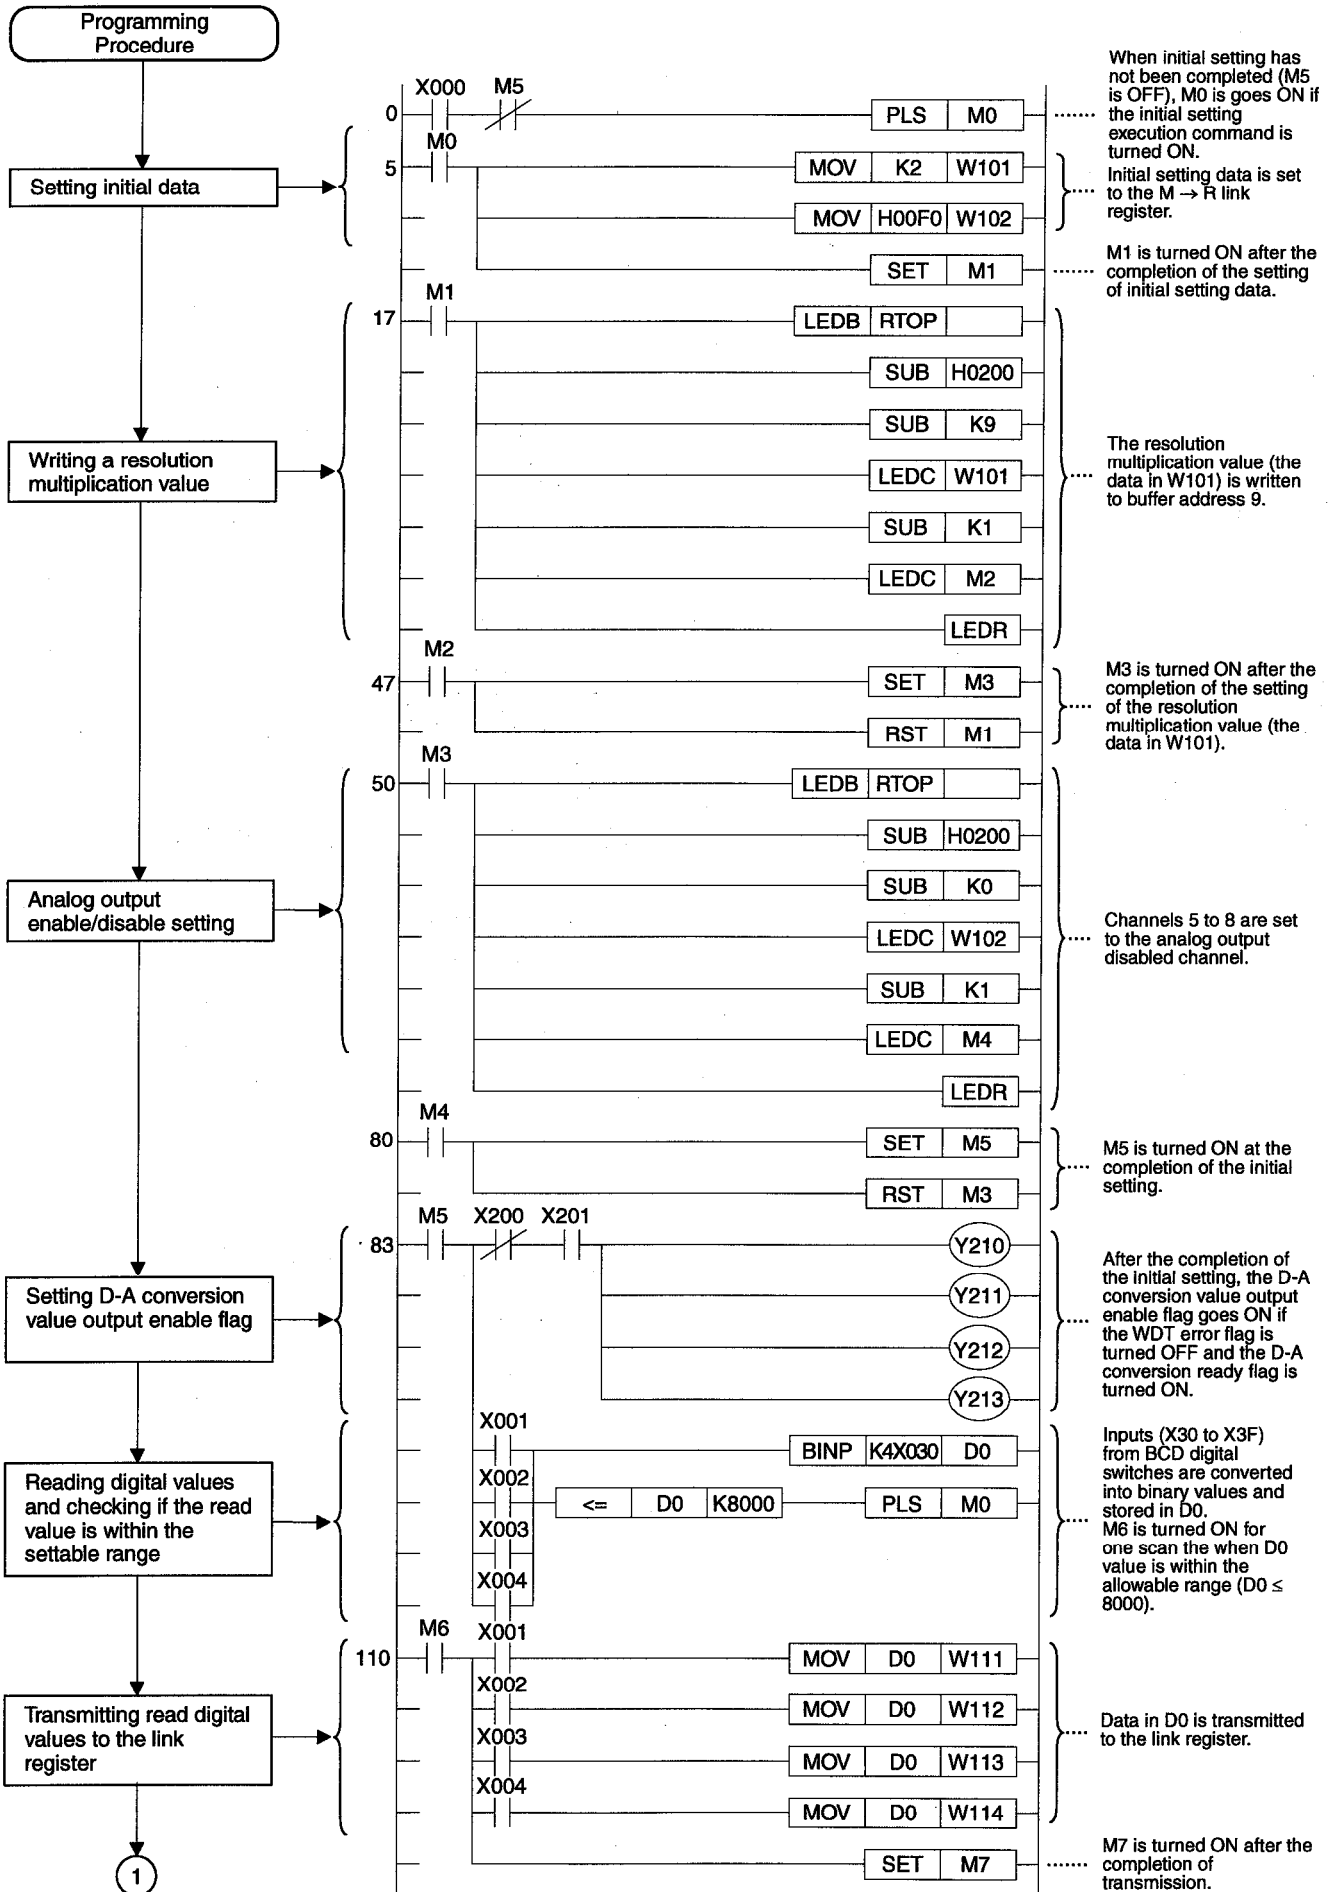 Programming
Procedure
X000
M5
0
PLS M0
When initial setting has
not been completed (M5
is OFF), M0 is goes ON if
the initial setting
execution command is
turned ON.
Setting initial data
M0
5
MOV K2 W101
MOV H00F0 W102
Initial setting data is set
to the M → R link
register.
SET M1
M1 is turned ON after the
completion of the setting
of initial setting data.
Writing a resolution
multiplication value
M1
17
LEDB RTOP
SUB H0200
SUB K9
LEDC W101
SUB K1
LEDC M2
LEDR
The resolution
multiplication value (the
data in W101) is written
to buffer address 9.
M2
47
SET M3
RST M1
M3 is turned ON after the
completion of the setting
of the resolution
multiplication value (the
data in W101).
Analog output
enable/disable setting
M3
50
LEDB RTOP
SUB H0200
SUB K0
LEDC W102
SUB K1
LEDC M4
LEDR
Channels 5 to 8 are set
to the analog output
disabled channel.
M4
80
SET M5
RST M3
M5 is turned ON at the
completion of the initial
setting.
Setting D-A conversion
value output enable flag
M5 X200 X201
83
Y210
Y211
Y212
Y213
After the completion of
the initial setting, the D-A
conversion value output
enable flag goes ON if
the WDT error flag is
turned OFF and the D-A
conversion ready flag is
turned ON.
Reading digital values
and checking if the read
value is within the
settable range
X001
BINP K4X030 D0
X002
<= D0 K8000 PLS M0
X003
X004
Inputs (X30 to X3F)
from BCD digital
switches are converted
into binary values and
stored in D0.
M6 is turned ON for
one scan the when D0
value is within the
allowable range (D0 ≤
8000).
Transmitting read digital
values to the link
register
M6 X001
110
MOV D0 W111
X002
MOV D0 W112
X003
MOV D0 W113
X004
MOV D0 W114
Data in D0 is transmitted
to the link register.
SET M7
M7 is turned ON after the
completion of
transmission.
1